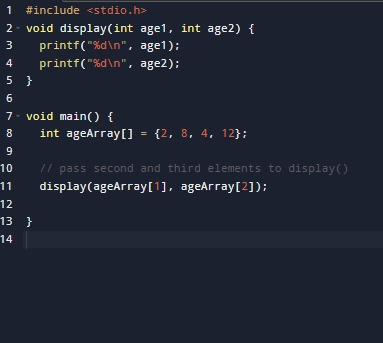 1 #include <stdio.h>
2 void display(int age1, int age2) {
3 printf("%d\n", age1);
4 printf("%d\n", age2);
5 }
6
7 void main() {
8 int ageArray[] = {2, 8, 4, 12};
9
10 // pass second and third elements to display()
11 display(ageArray[1], ageArray[2]);
12
13 }
14